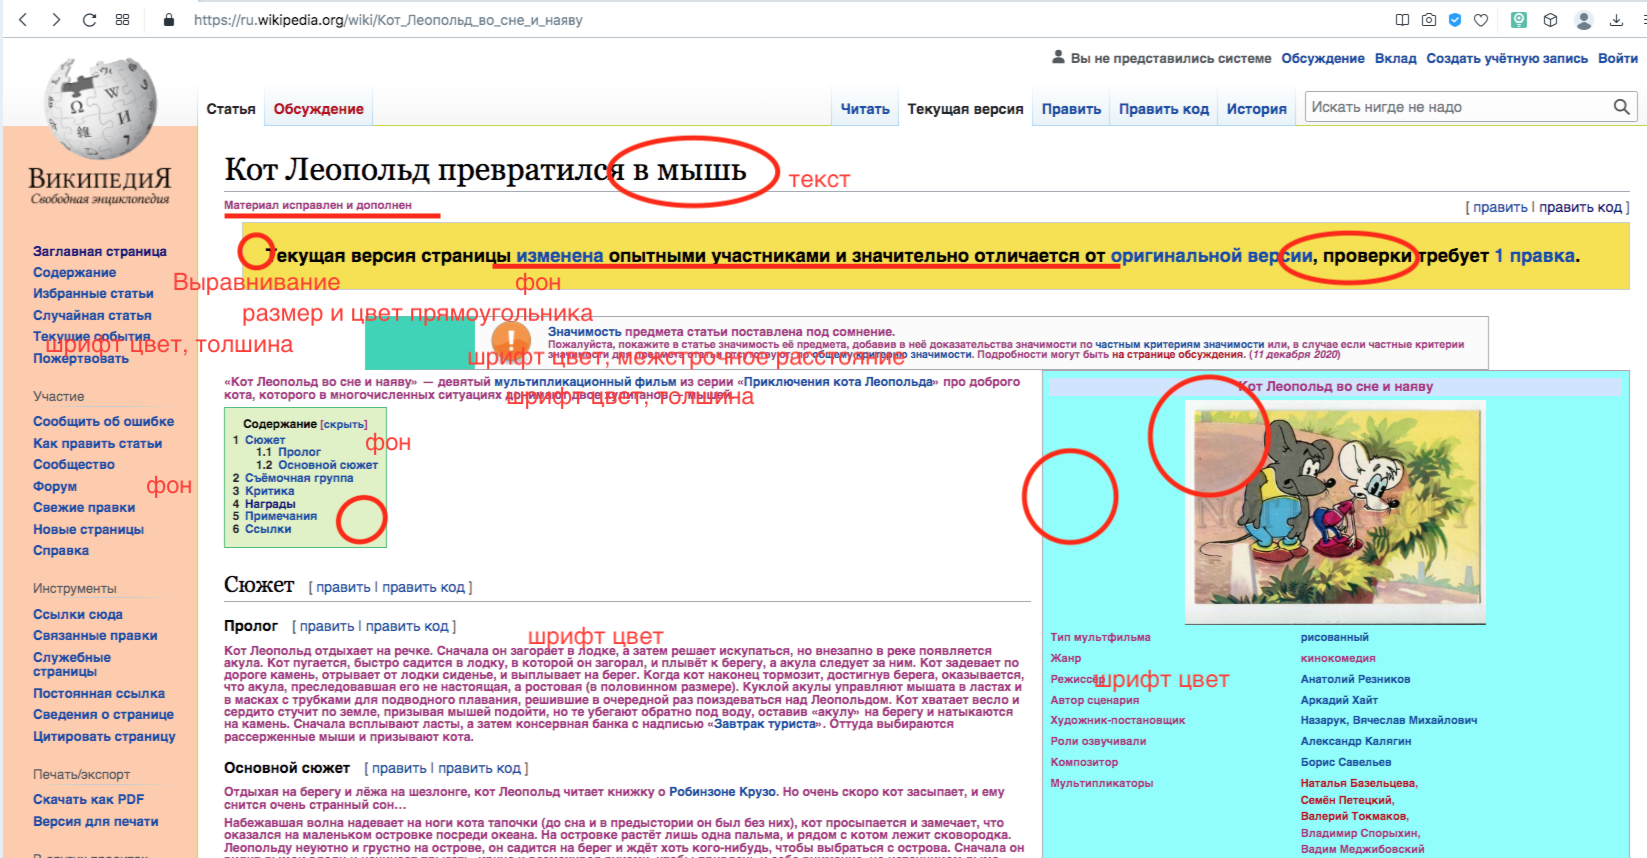 https://ru.wikipedia.org/wiki/Кот_Леопольд_во_сне_и_наяву
Вы не представились системе Обсуждение Вклад Создать учётную запись Войти
Статья Обсуждение Читать Текущая версия Править Править код История Искать нигде не надо
ВИКИПЕДИЯ
Свободная энциклопедия
Заглавная страница
Содержание
Избранные статьи
Случайная статья
Текущие события
Пожертвовать
шрифт цвет, толшина
Участие
Сообщить об ошибке
Как править статьи
Сообщество
Форум
фон
Свежие правки
Новые страницы
Справка
Инструменты
Ссылки сюда
Связанные правки
Служебные
страницы
Постоянная ссылка
Сведения о странице
Цитировать страницу
Печать/экспорт
Скачать как PDF
Версия для печати
Кот Леопольд превратился в мышь
текст
Материал исправлен и дополнен
[ править | править код ]
Текущая версия страницы изменена опытными участниками и значительно отличается от оригинальной версии, проверки требует 1 правка.
Выравнивание
фон
размер и цвет прямоугольника
Значимость предмета статьи поставлена под сомнение.
Пожалуйста, покажите в статье значимость её предмета, добавив в неё доказательства значимости по частным критериям значимости или, в случае если частные критерии
значимости для предмета статьи отсутствуют, по общему критерию значимости. Подробности могут быть на странице обсуждения. (11 декабря 2020)
шрифт цвет, межстрочное расстояние
«Кот Леопольд во сне и наяву» — девятый мультипликационный фильм из серии «Приключения кота Леопольда» про доброго
кота, которого в многочисленных ситуациях донимают двое хулиганов — мышей.
шрифт цвет, толшина
Содержание [скрыть]
1 Сюжет
1.1 Пролог
1.2 Основной сюжет
2 Съёмочная группа
3 Критика
4 Награды
5 Примечания
6 Ссылки
фон
Сюжет [ править | править код ]
Пролог [ править | править код ]
шрифт цвет
Кот Леопольд отдыхает на речке. Сначала он загорает в лодке, а затем решает искупаться, но внезапно в реке появляется
акула. Кот пугается, быстро садится в лодку, в которой он загорал, и плывёт к берегу, а акула следует за ним. Кот задевает по
дороге камень, отрывает от лодки сиденье, и выплывает на берег. Когда кот наконец тормозит, достигнув берега, оказывается,
что акула, преследовавшая его не настоящая, а ростовая (в половинном размере). Куклой акулы управляют мышата в ластах и
в масках с трубками для подводного плавания, решившие в очередной раз поиздеваться над Леопольдом. Кот хватает весло и
сердито стучит по земле, призывая мышей подойти, но те убегают обратно под воду, оставив «акулу» на берегу и натыкаются
на камень. Сначала всплывают ласты, а затем консервная банка с надписью «Завтрак туриста». Оттуда выбираются
рассерженные мыши и призывают кота.
Основной сюжет [ править | править код ]
Отдыхая на берегу и лёжа на шезлонге, кот Леопольд читает книжку о Робинзоне Крузо. Но очень скоро кот засыпает, и ему
снится очень странный сон…
Набежавшая волна надевает на ноги кота тапочки (до сна и в предыстории он был без них), кот просыпается и замечает, что
оказался на маленьком островке посреди океана. На островке растёт лишь одна пальма, и рядом с котом лежит сковородка.
Леопольду неуютно и грустно на острове, он садится на берег и ждёт хоть кого-нибудь, чтобы выбраться с острова. Сначала он
Кот Леопольд во сне и наяву
Тип мультфильма рисованный
Жанр кинокомедия
Режиссёр Анатолий Резников
шрифт цвет
Автор сценария Аркадий Хайт
Художник-постановщик Назарук, Вячеслав Михайлович
Роли озвучивали Александр Калягин
Композитор Борис Савельев
Мультипликаторы Наталья Базельцева,
Семён Петецкий,
Валерий Токмаков,
Владимир Спорыхин,
Вадим Меджибовский